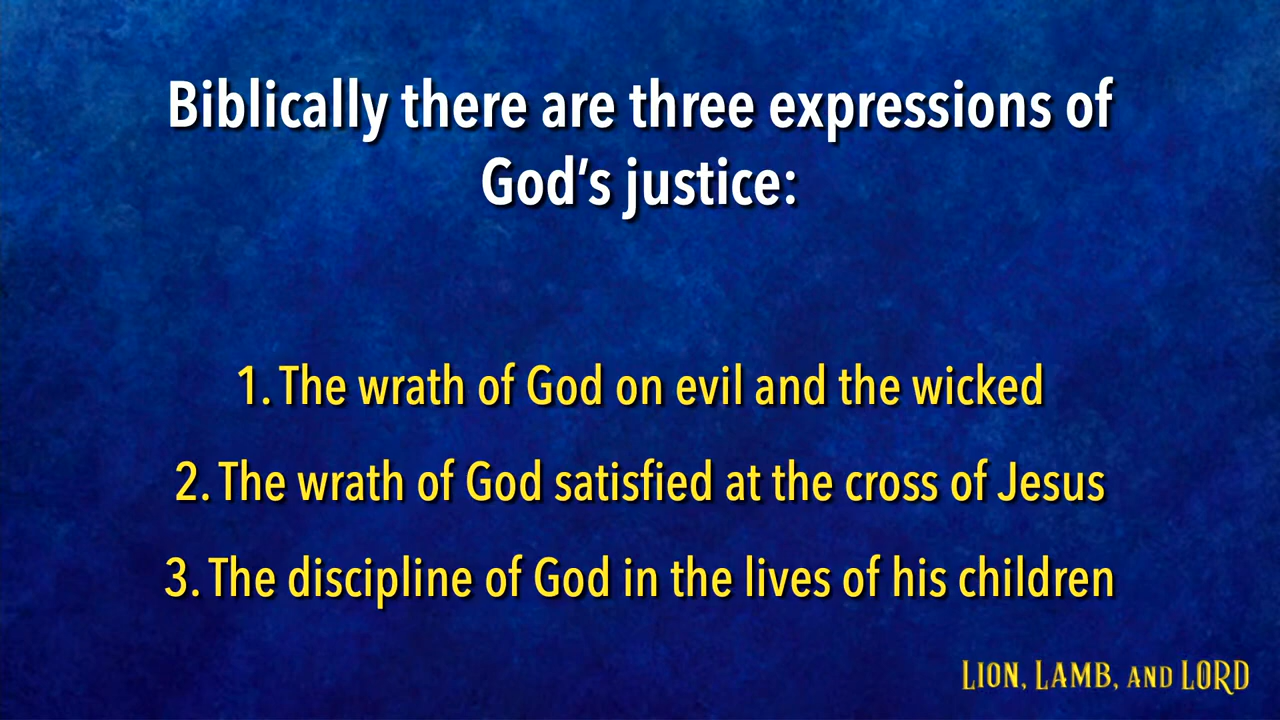 Biblically there are three expressions of
God’s justice:
1. The wrath of God on evil and the wicked
2. The wrath of God satisfied at the cross of Jesus
3. The discipline of God in the lives of his children
LION, LAMB, AND LORD